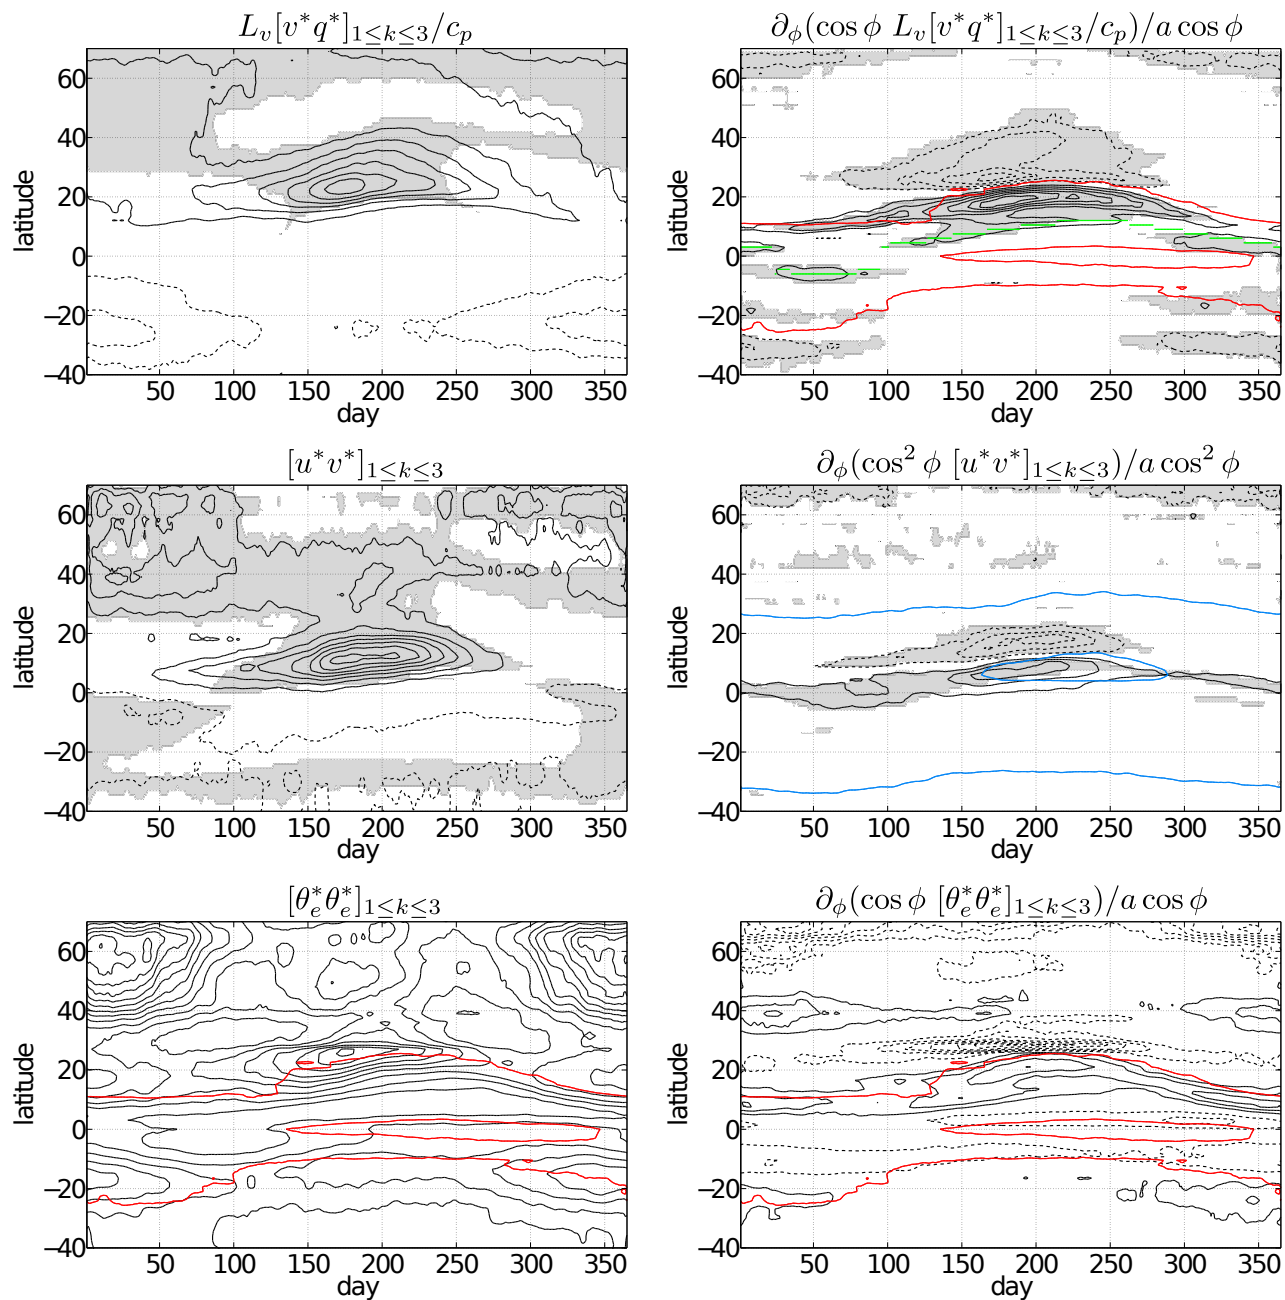 L_v[v*q*]_{1≤k≤3}/c_p
∂_ϕ(cos ϕ L_v[v*q*]_{1≤k≤3}/c_p)/a cos ϕ
latitude
60
40
20
0
−20
−40
50 100 150 200 250 300 350
day
latitude
60
40
20
0
−20
−40
50 100 150 200 250 300 350
day
[u*v*]_{1≤k≤3}
∂_ϕ(cos² ϕ [u*v*]_{1≤k≤3})/a cos² ϕ
latitude
60
40
20
0
−20
−40
50 100 150 200 250 300 350
day
latitude
60
40
20
0
−20
−40
50 100 150 200 250 300 350
day
[θ_e*θ_e*]_{1≤k≤3}
∂_ϕ(cos ϕ [θ_e*θ_e*]_{1≤k≤3})/a cos ϕ
latitude
60
40
20
0
−20
−40
50 100 150 200 250 300 350
day
latitude
60
40
20
0
−20
−40
50 100 150 200 250 300 350
day